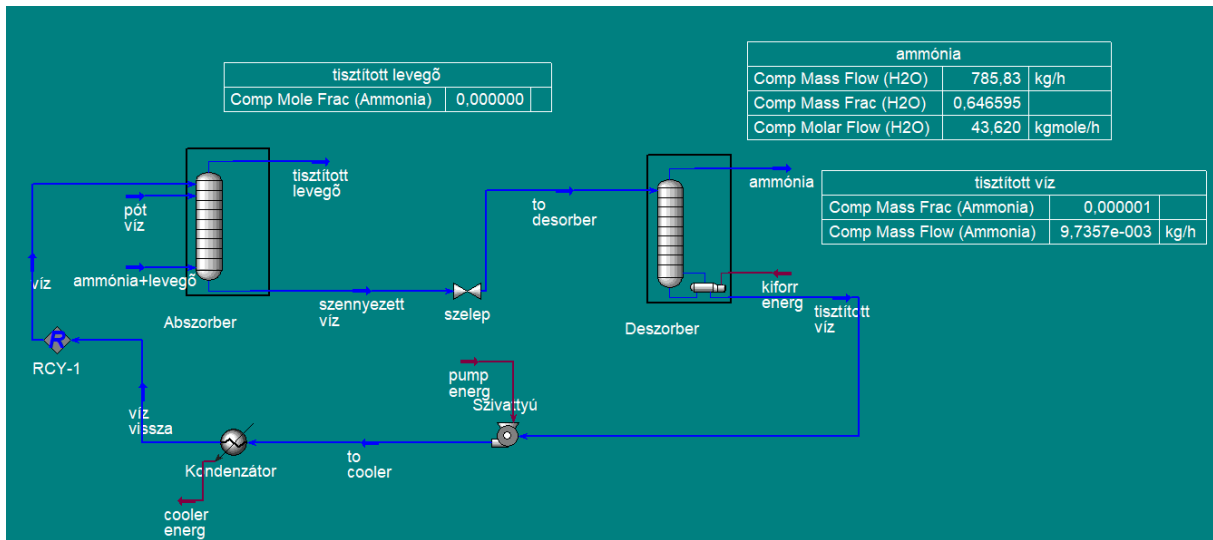 ammónia
Comp Mass Flow (H2O) 785,83 kg/h
Comp Mass Frac (H2O) 0,646595
Comp Molar Flow (H2O) 43,620 kgmole/h
tisztított levegõ
Comp Mole Frac (Ammonia) 0,000000
tisztított
levegõ
ammónia
tisztított víz
Comp Mass Frac (Ammonia) 0,000001
Comp Mass Flow (Ammonia) 9,7357e-003 kg/h
pót
víz
to
desorber
ammónia+levegõ
víz
szennyezett
víz
szelep
kiforr
energ
tisztított
víz
Abszorber
Deszorber
R
RCY-1
pump
energ
Szivattyú
víz
vissza
to
cooler
Kondenzátor
cooler
energ